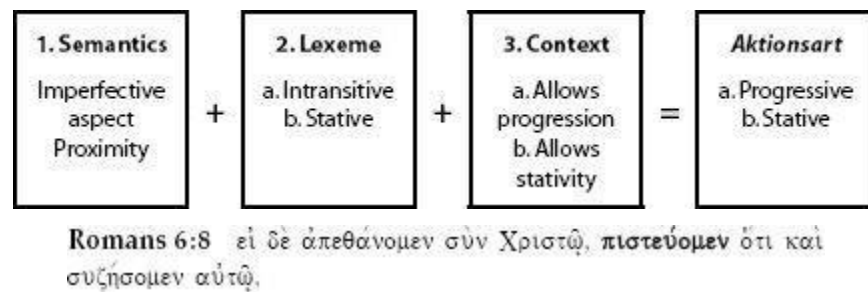 1. Semantics
Imperfective
aspect
Proximity
+
2. Lexeme
a. Intransitive
b. Stative
+
3. Context
a. Allows
progression
b. Allows
stativity
=
Aktionsart
a. Progressive
b. Stative
Romans 6:8 εἰ δὲ ἀπεθάνομεν σὺν Χριστῷ, πιστεύομεν ὅτι καὶ
συζήσομεν αὐτῷ,